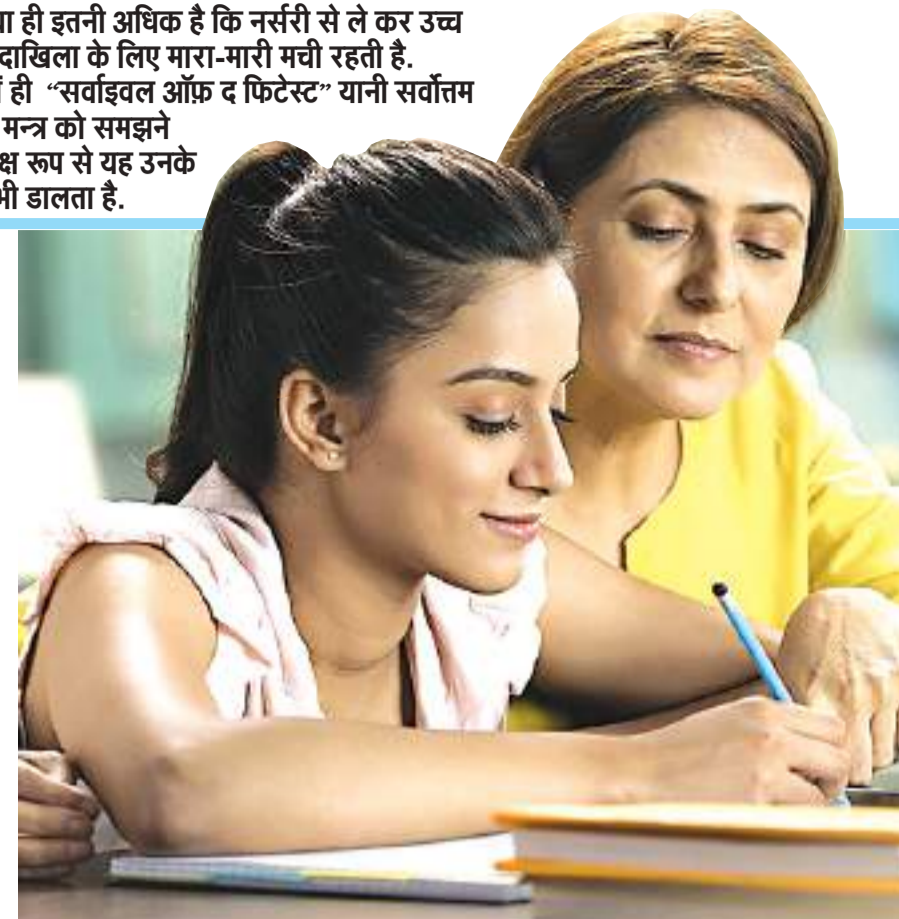 ही इतनी अधिक है कि नर्सरी से ले कर उच्च
दाखिला के लिए मारा-मारी मची रहती है.
ही “सर्वाइवल ऑफ़ द फिटेस्ट” यानी सर्वोत्तम
मन्त्र को समझने
रूप से यह उनके
भी डालता है.